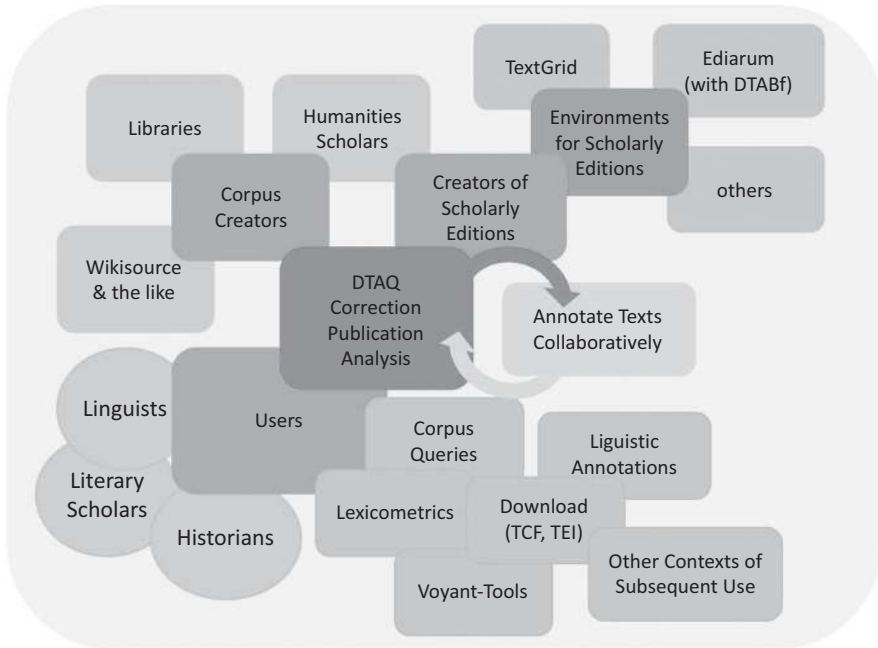 TextGrid
Ediarum
(with DTABf)
Libraries
Humanities
Scholars
Environments
for Scholarly
Editions
others
Corpus
Creators
Creators of
Scholarly
Editions
Wikisource
& the like
DTAQ
Correction
Publication
Analysis
Annotate Texts
Collaboratively
Linguists
Users
Literary
Scholars
Historians
Corpus
Queries
Liguistic
Annotations
Lexicometrics
Download
(TCF, TEI)
Voyant-Tools
Other Contexts of
Subsequent Use